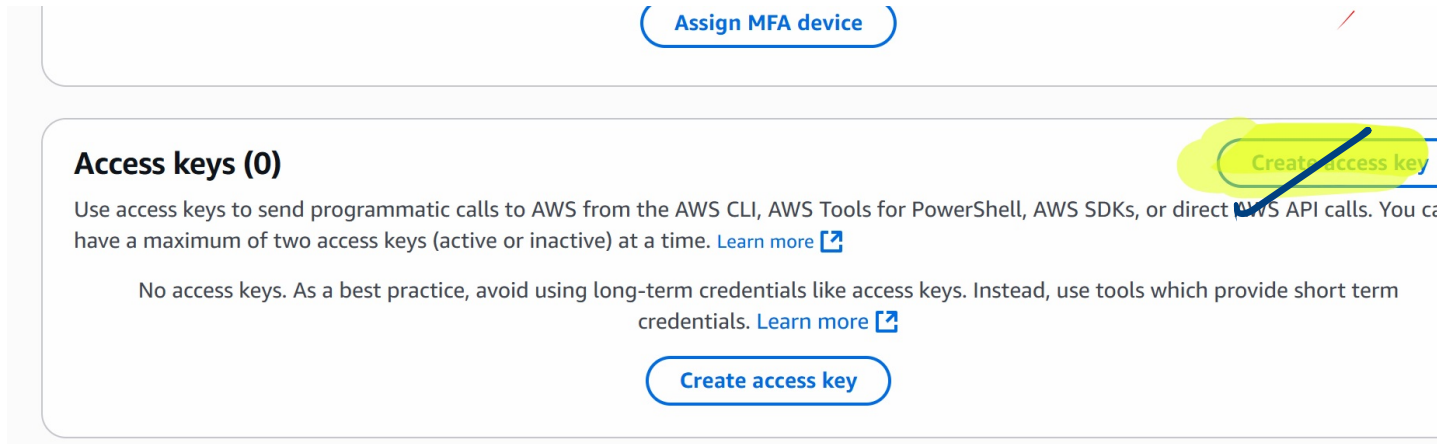 Assign MFA device
Access keys (0)
Create access key
Use access keys to send programmatic calls to AWS from the AWS CLI, AWS Tools for PowerShell, AWS SDKs, or direct AWS API calls. You ca
have a maximum of two access keys (active or inactive) at a time. Learn more
No access keys. As a best practice, avoid using long-term credentials like access keys. Instead, use tools which provide short term
credentials. Learn more
Create access key